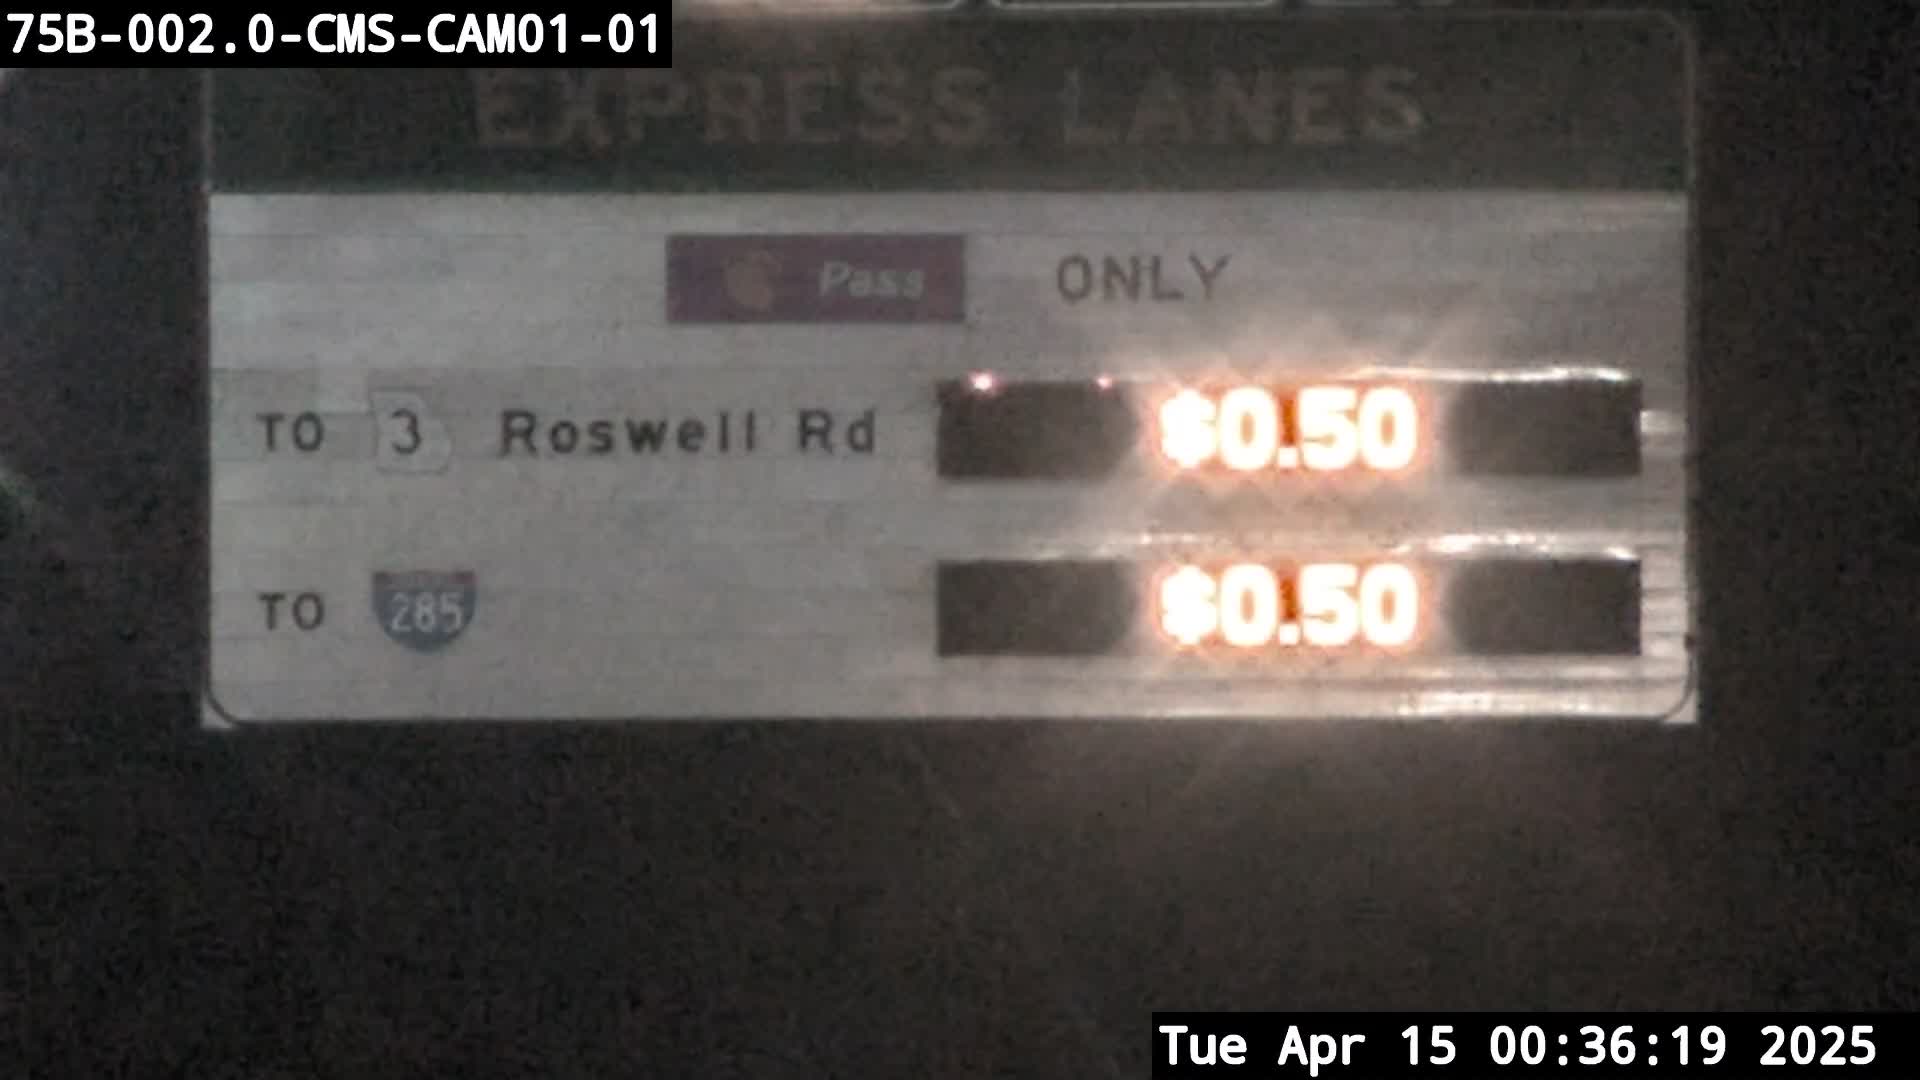 75B-002.0-CMS-CAM01-01
EXPRESS LANES
Pass ONLY
TO 3 Roswell Rd $0.50
TO 285 $0.50
Tue Apr 15 00:36:19 2025